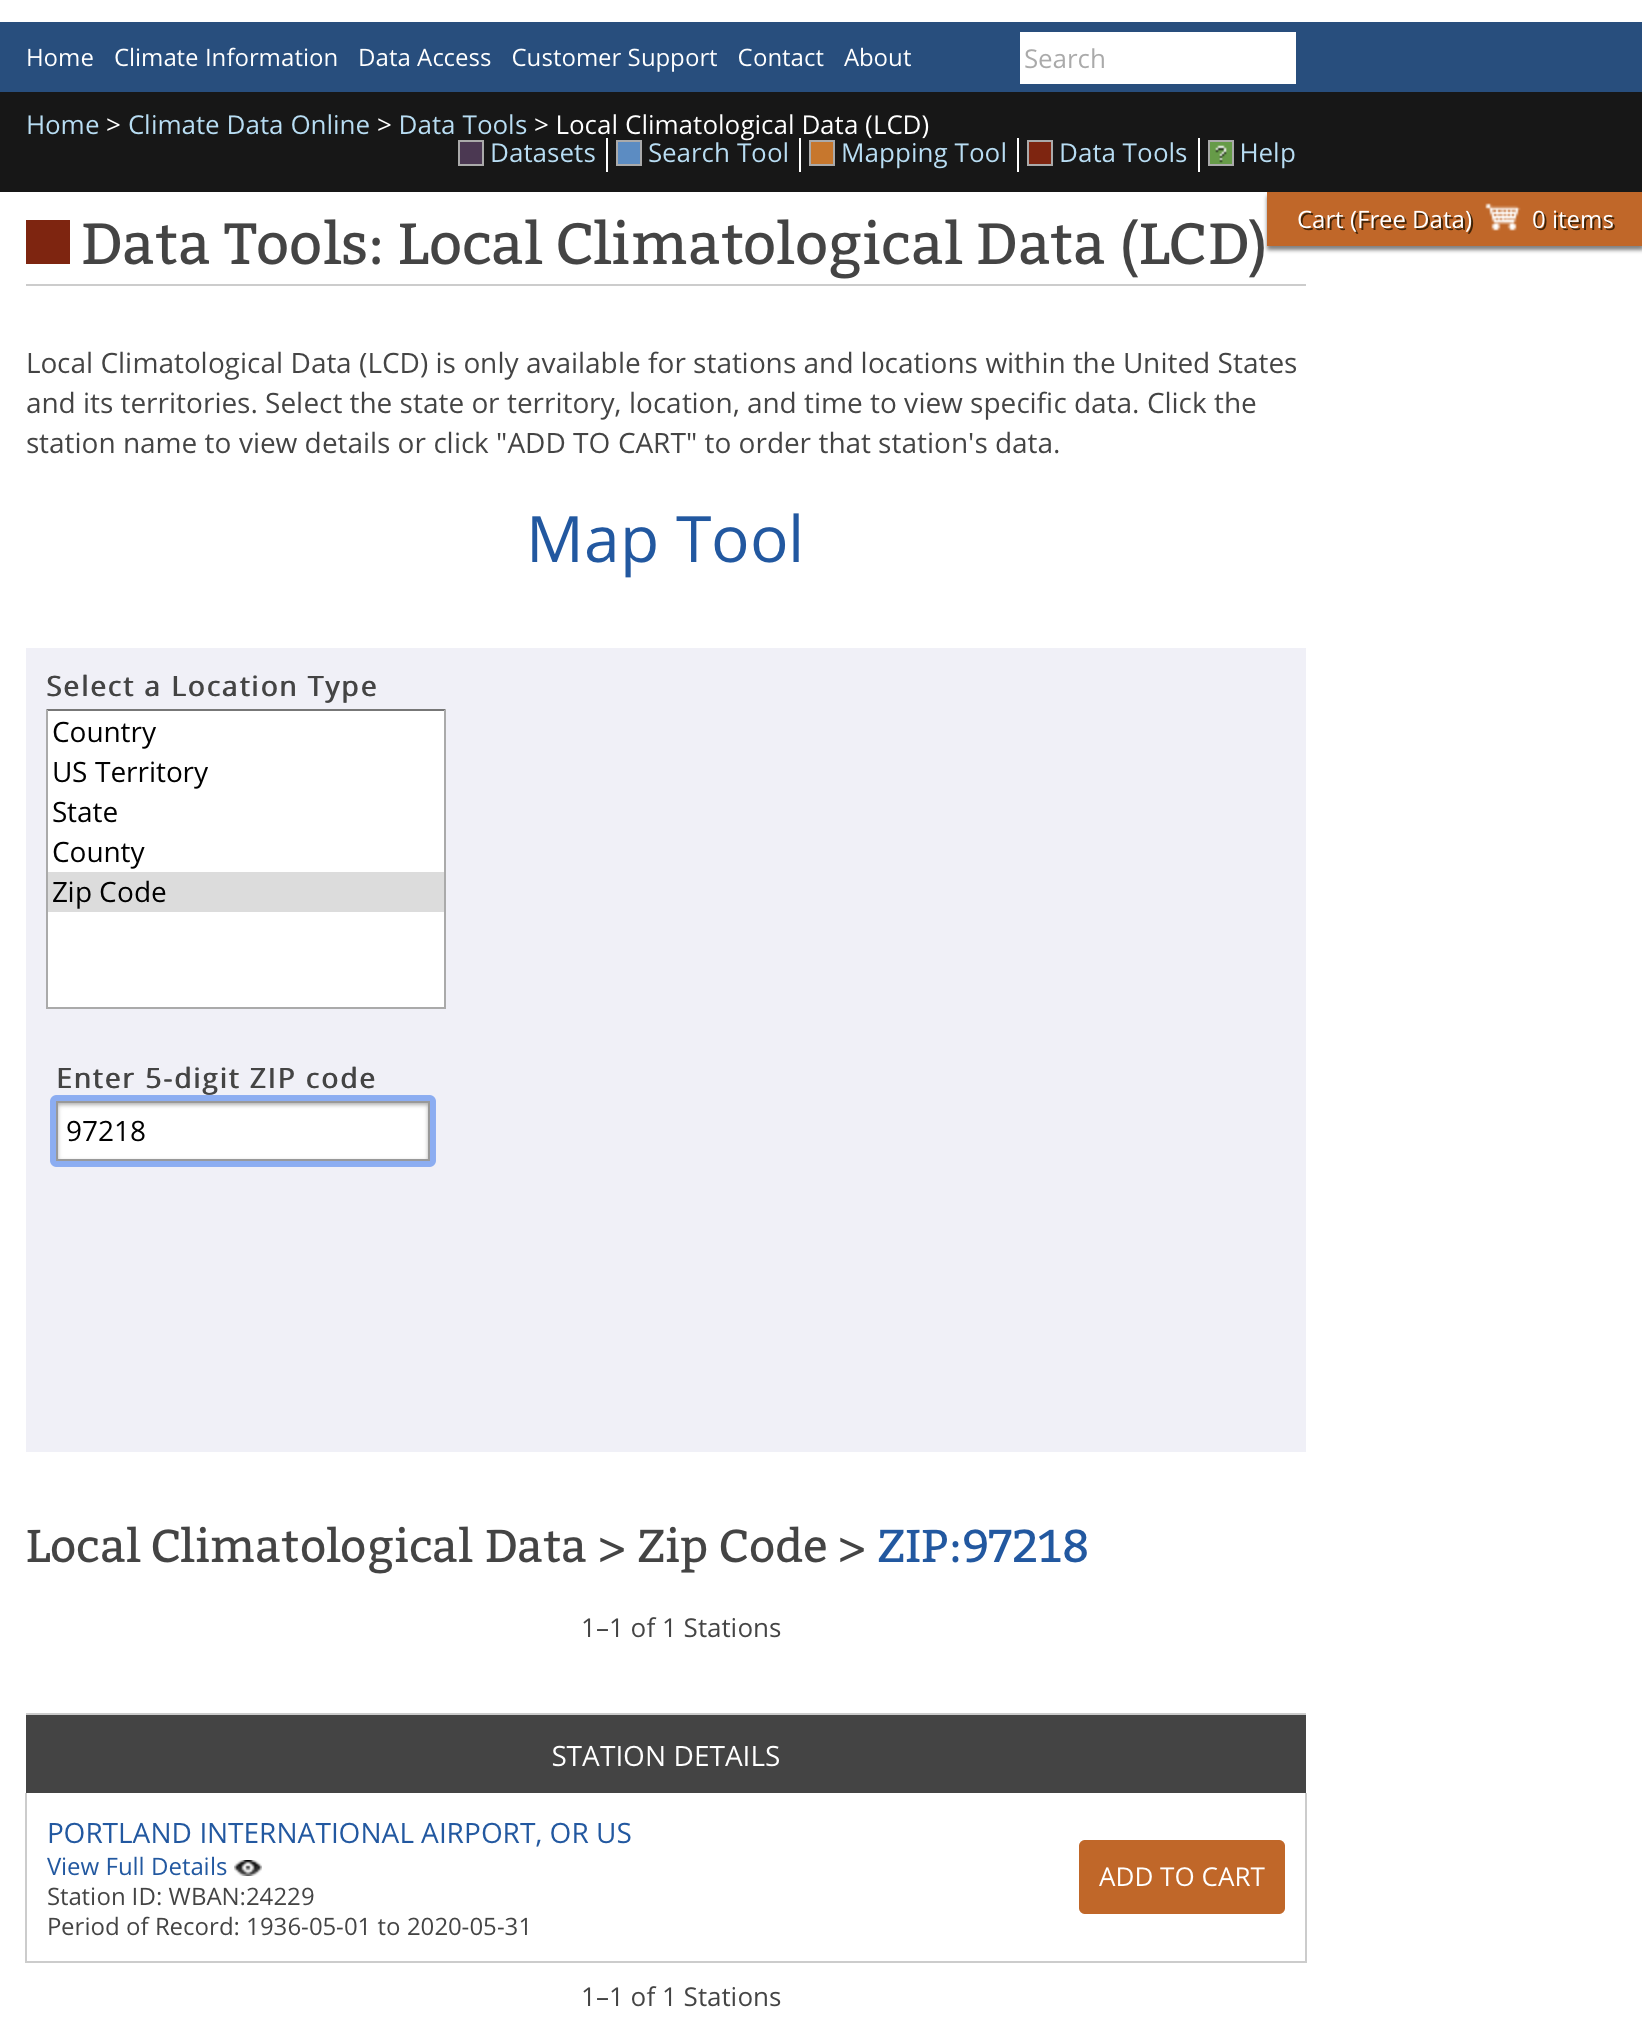 Home Climate Information Data Access Customer Support Contact About Search
Home > Climate Data Online > Data Tools > Local Climatological Data (LCD)
Datasets | Search Tool | Mapping Tool | Data Tools | ? Help
Cart (Free Data) 0 items
Data Tools: Local Climatological Data (LCD)
Local Climatological Data (LCD) is only available for stations and locations within the United States
and its territories. Select the state or territory, location, and time to view specific data. Click the
station name to view details or click "ADD TO CART" to order that station's data.
Map Tool
Select a Location Type
Country
US Territory
State
County
Zip Code
Enter 5-digit ZIP code
97218
Local Climatological Data > Zip Code > ZIP:97218
1–1 of 1 Stations
STATION DETAILS
PORTLAND INTERNATIONAL AIRPORT, OR US
View Full Details
Station ID: WBAN:24229
Period of Record: 1936-05-01 to 2020-05-31
ADD TO CART
1–1 of 1 Stations